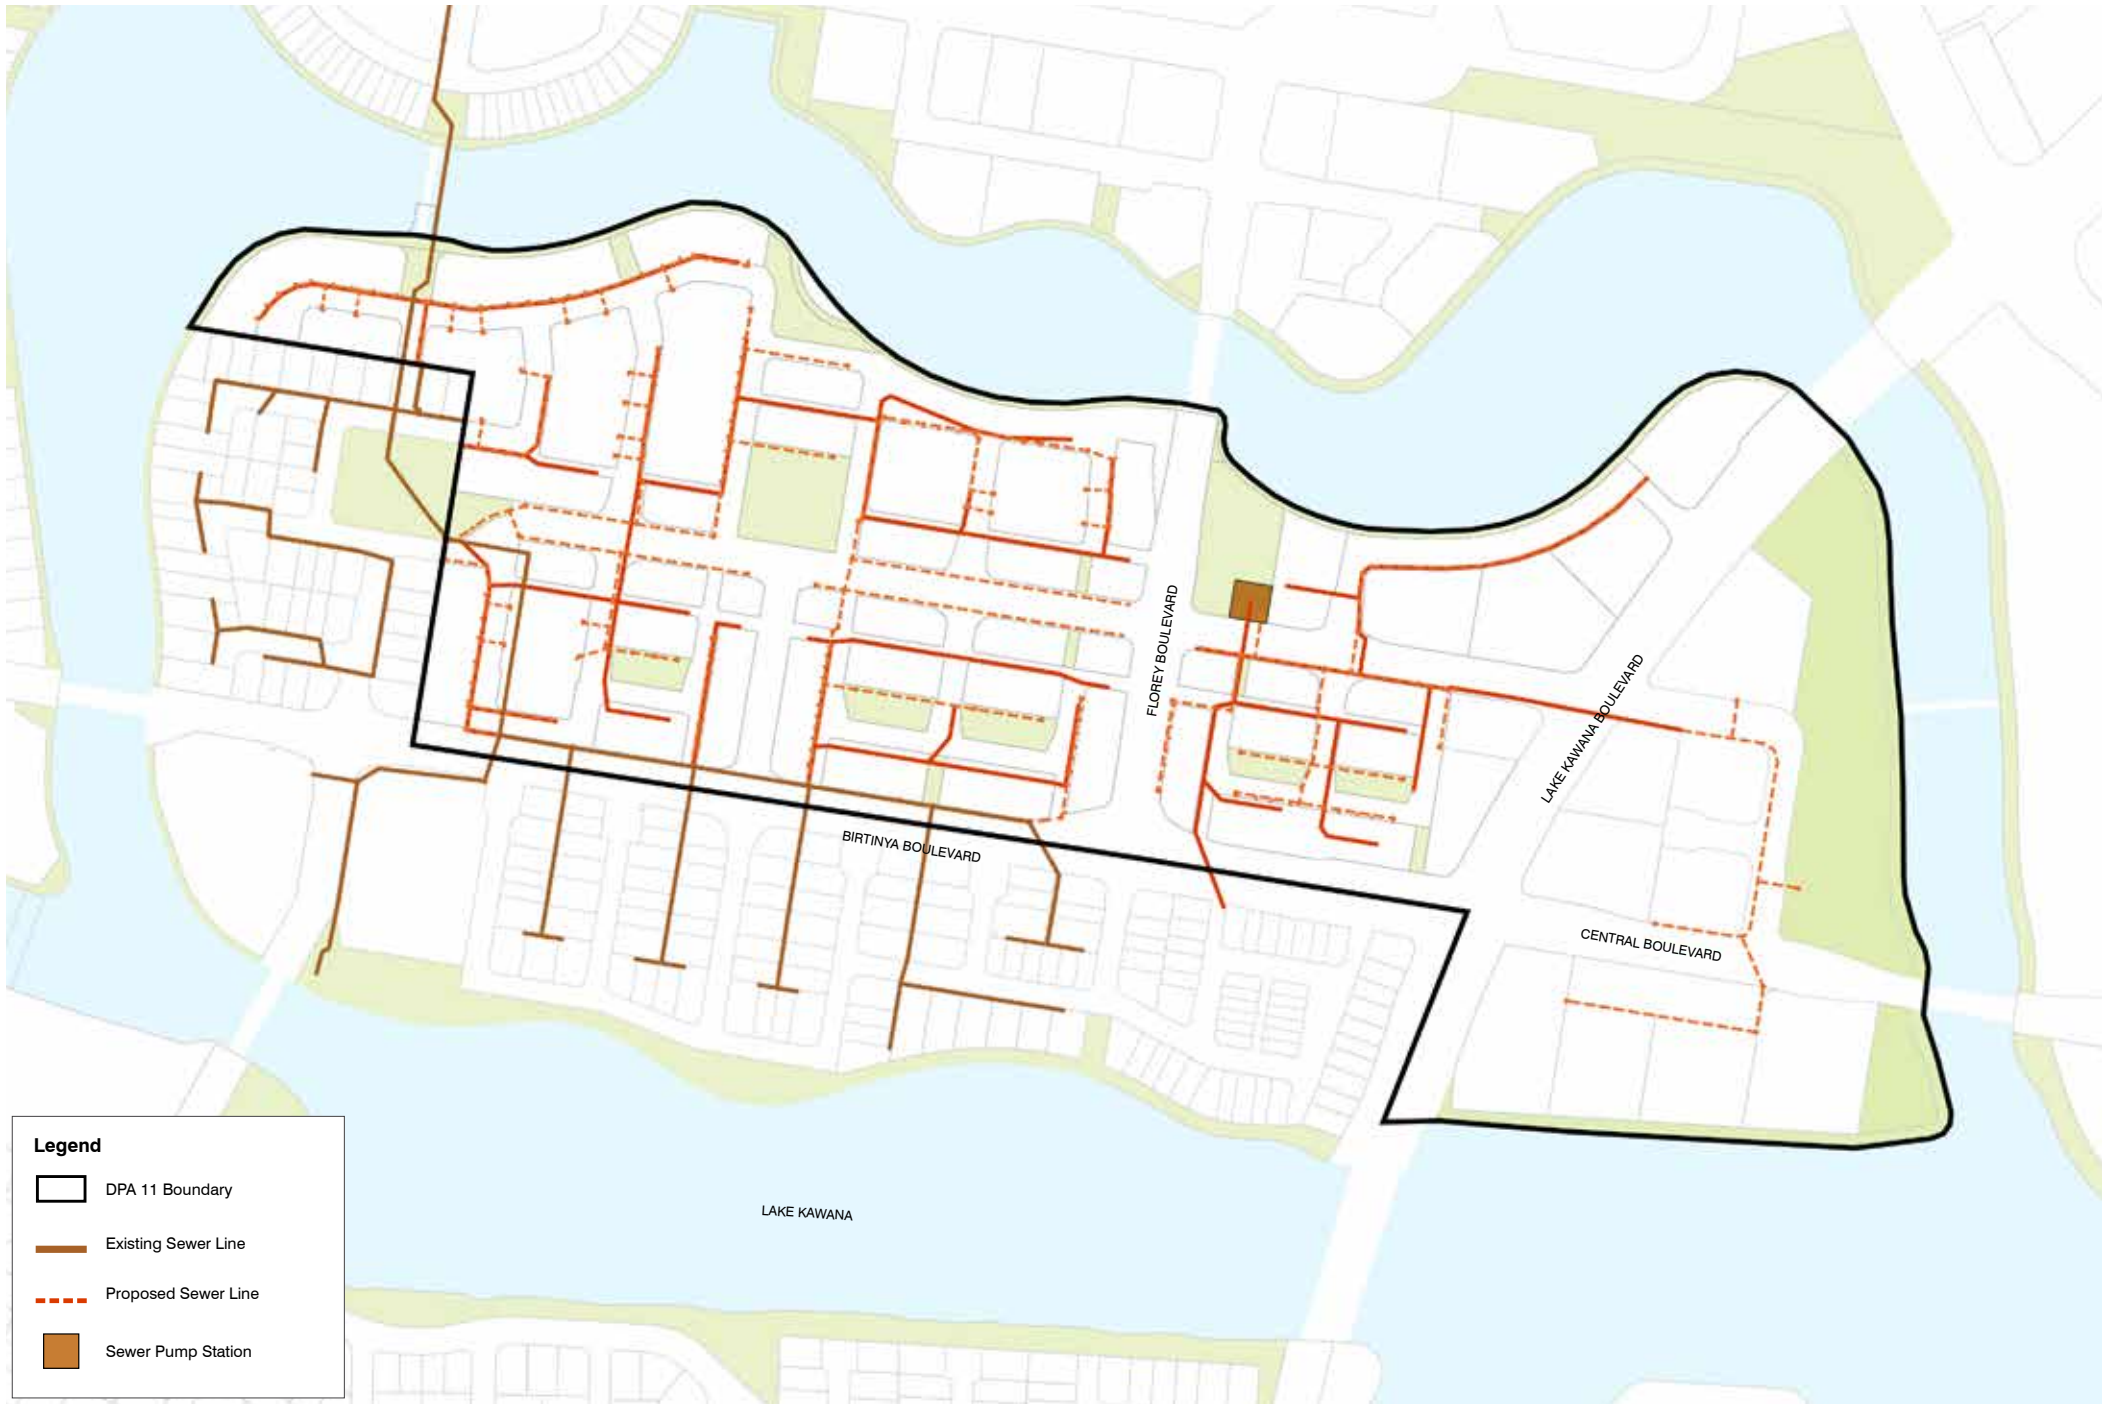 FLOREY BOULEVARD
LAKE KAWANA BOULEVARD
BIRTINYA BOULEVARD
CENTRAL BOULEVARD
LAKE KAWANA
Legend
DPA 11 Boundary
Existing Sewer Line
Proposed Sewer Line
Sewer Pump Station